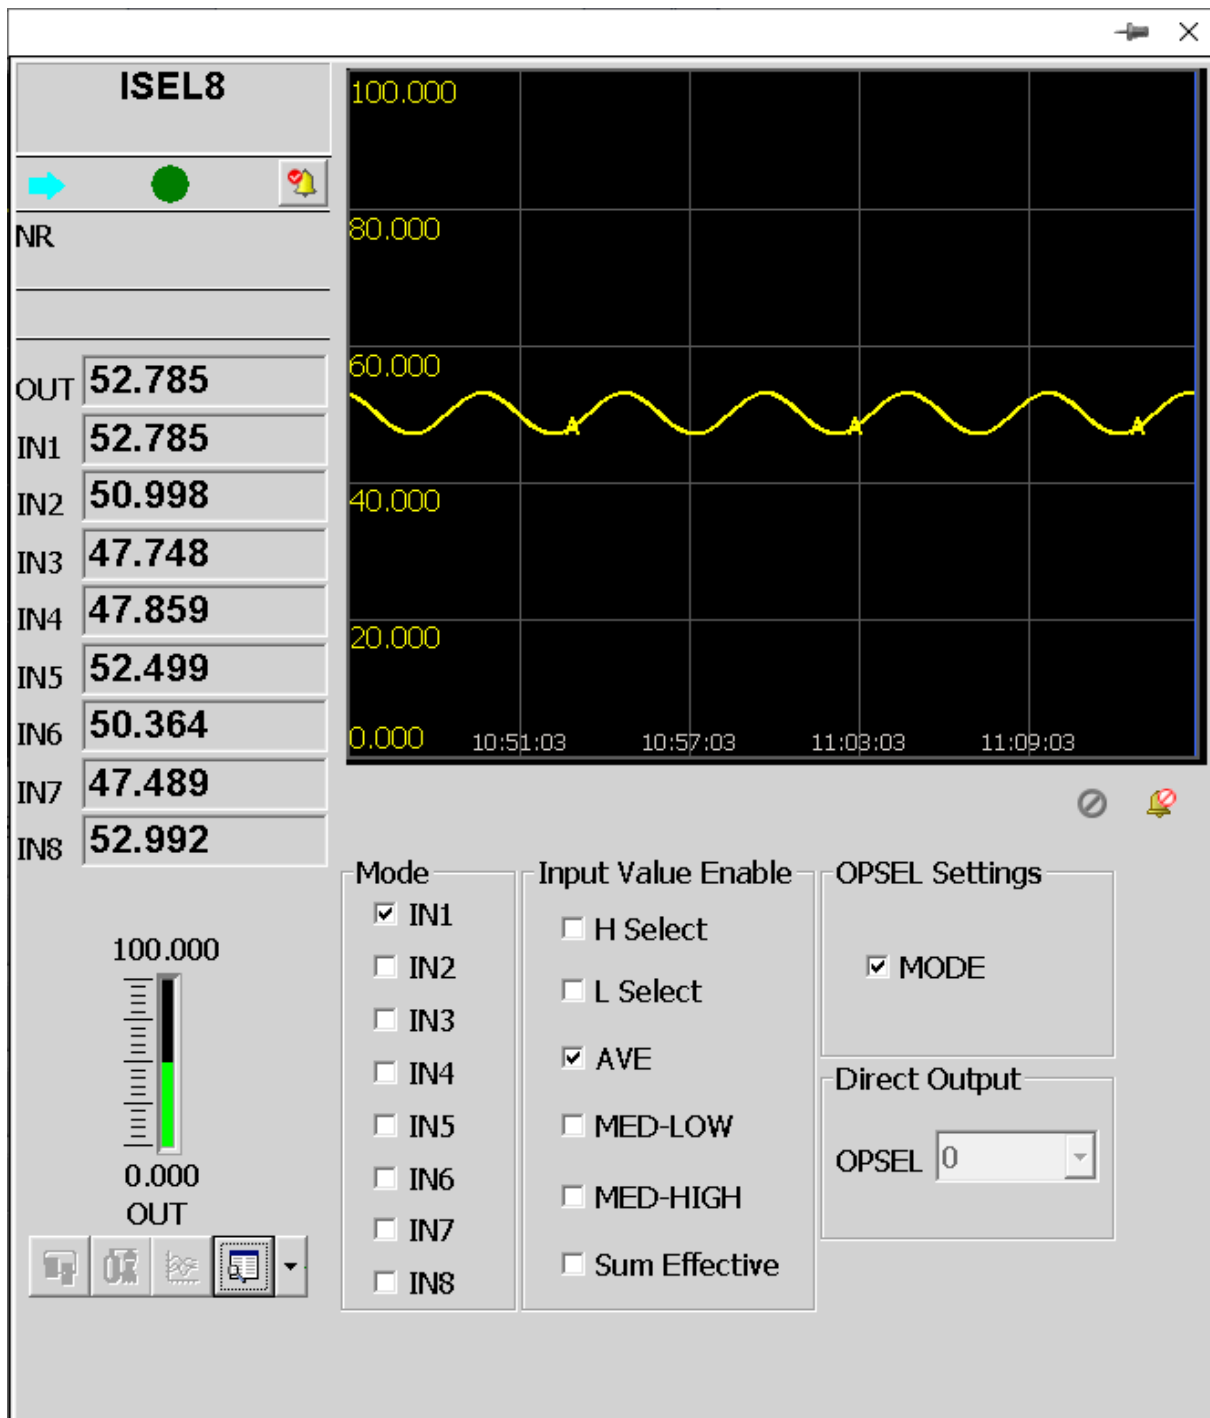 ISEL8
NR
OUT 52.785
IN1 52.785
IN2 50.998
IN3 47.748
IN4 47.859
IN5 52.499
IN6 50.364
IN7 47.489
IN8 52.992
100.000
0.000
OUT
100.000
80.000
60.000
A A A
40.000
20.000
0.000 10:51:03 10:57:03 11:03:03 11:09:03
Mode
IN1
IN2
IN3
IN4
IN5
IN6
IN7
IN8
Input Value Enable
H Select
L Select
AVE
MED-LOW
MED-HIGH
Sum Effective
OPSEL Settings
MODE
Direct Output
OPSEL 0